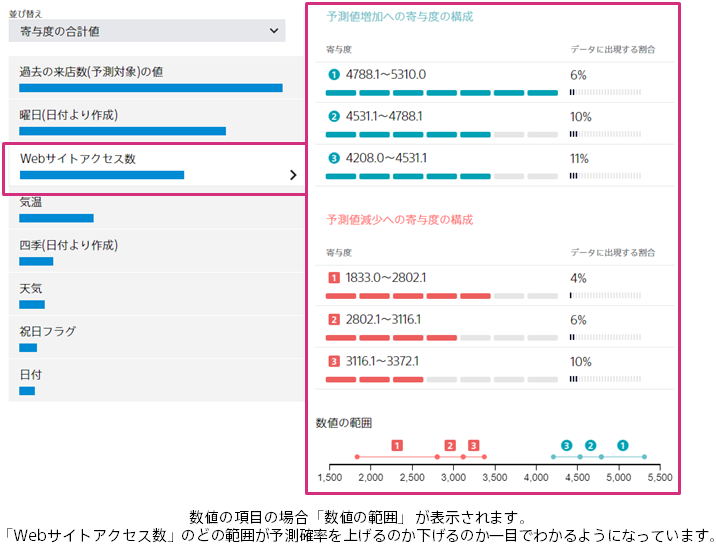 並び替え
寄与度の合計値
過去の来店数(予測対象)の値
曜日(日付より作成)
Webサイトアクセス数
気温
四季(日付より作成)
天気
祝日フラグ
日付
予測値増加への寄与度の構成
寄与度 データに出現する割合
1 4788.1～5310.0 6%
2 4531.1～4788.1 10%
3 4208.0～4531.1 11%
予測値減少への寄与度の構成
寄与度 データに出現する割合
1 1833.0～2802.1 4%
2 2802.1～3116.1 6%
3 3116.1～3372.1 10%
数値の範囲
1 2 3 3 2 1
1,500 2,000 2,500 3,000 3,500 4,000 4,500 5,000 5,500
数値の項目の場合「数値の範囲」 が表示されます。
「Webサイトアクセス数」のどの範囲が予測確率を上げるのか下げるのか一目でわかるようになっています。